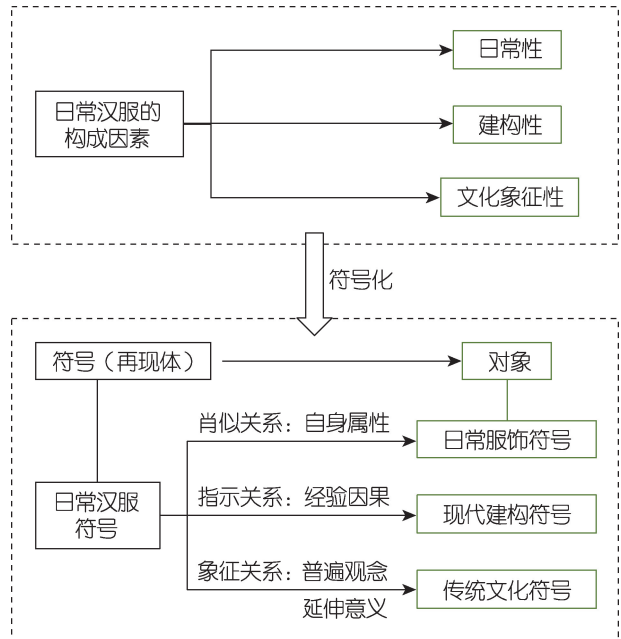 日常性
日常汉服的
构成因素
建构性
文化象征性
符号化
符号（再现体）
对象
肖似关系：自身属性
日常服饰符号
日常汉服
符号
指示关系：经验因果
现代建构符号
象征关系：普遍观念
延伸意义
传统文化符号